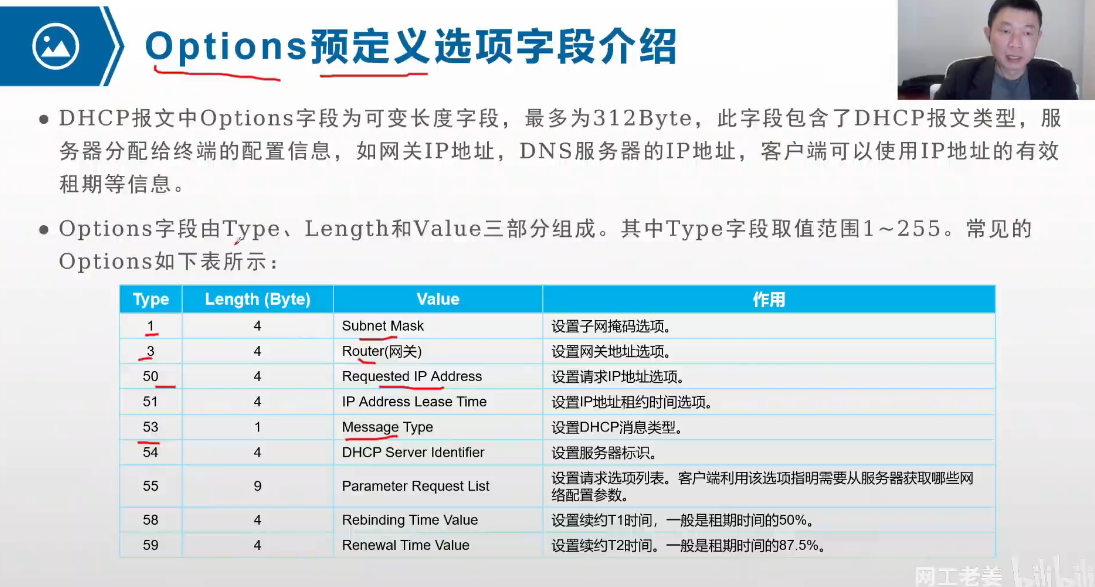 Options预定义选项字段介绍
● DHCP报文中Options字段为可变长度字段，最多为312Byte，此字段包含了DHCP报文类型，服
务器分配给终端的配置信息，如网关IP地址，DNS服务器的IP地址，客户端可以使用IP地址的有效
租期等信息。
● Options字段由Type、Length和Value三部分组成。其中Type字段取值范围1~255。常见的
Options如下表所示：
Type Length (Byte) Value 作用
1 4 Subnet Mask 设置子网掩码选项。
3 4 Router(网关) 设置网关地址选项。
50 4 Requested IP Address 设置请求IP地址选项。
51 4 IP Address Lease Time 设置IP地址租约时间选项。
53 1 Message Type 设置DHCP消息类型。
54 4 DHCP Server Identifier 设置服务器标识。
55 9 Parameter Request List 设置请求选项列表。客户端利用该选项指明需要从服务器获取哪些网
络配置参数。
58 4 Rebinding Time Value 设置续约T1时间，一般是租期时间的50%。
59 4 Renewal Time Value 设置续约T2时间。一般是租期时间的87.5%。
网工老姜 bilibili